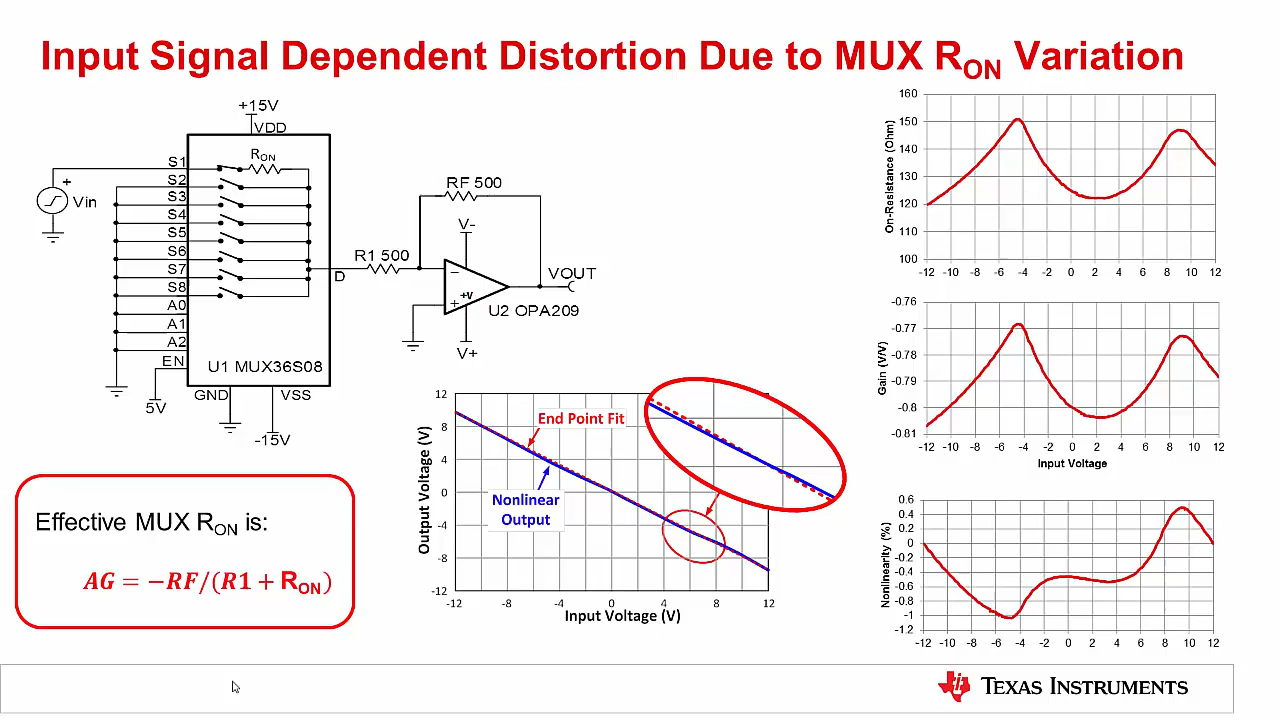 Input Signal Dependent Distortion Due to MUX RON Variation
+15V
VDD
RON
S1
S2
S3
S4
S5
S6
S7
S8
A0
A1
A2
EN
+
Vin
D
U1 MUX36S08
GND
VSS
5V
-15V
R1 500
RF 500
V-
−
+
+V
VOUT
U2 OPA209
V+
Effective MUX RON is:
AG = −RF/(R1 + RON)
Output Voltage (V)
12
8
4
0
-4
-8
-12
End Point Fit
Nonlinear
Output
-12 -8 -4 0 4 8 12
Input Voltage (V)
On-Resistance (Ohm)
160
150
140
130
120
110
100
-12 -10 -8 -6 -4 -2 0 2 4 6 8 10 12
Gain (V/V)
-0.76
-0.77
-0.78
-0.79
-0.8
-0.81
-12 -10 -8 -6 -4 -2 0 2 4 6 8 10 12
Input Voltage
Nonlinearity (%)
0.6
0.4
0.2
0
-0.2
-0.4
-0.6
-0.8
-1
-1.2
-12 -10 -8 -6 -4 -2 0 2 4 6 8 10 12
TEXAS INSTRUMENTS